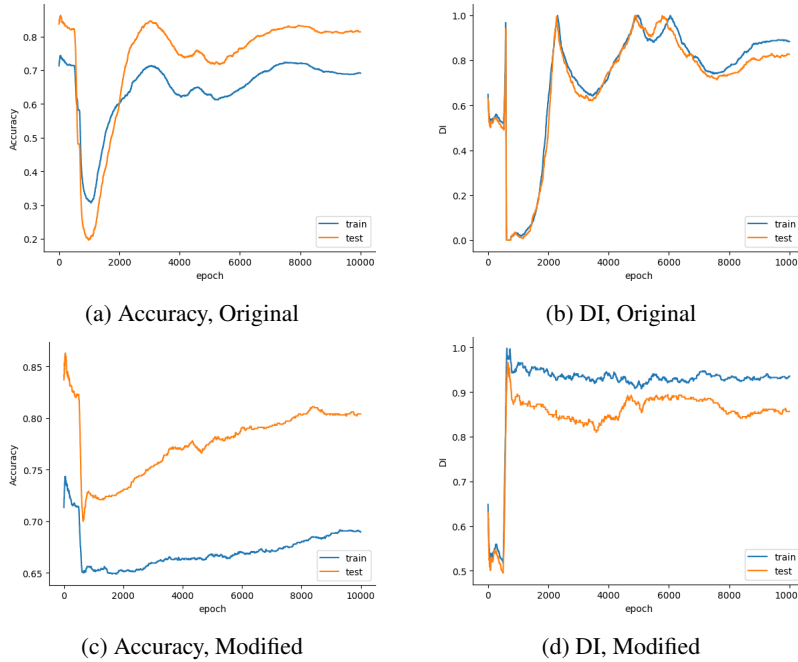 0.8
0.7
0.6
0.5
0.4
0.3
0.2
Accuracy
0 2000 4000 6000 8000 10000
epoch
train
test
(a) Accuracy, Original
1.0
0.8
0.6
0.4
0.2
0.0
DI
0 2000 4000 6000 8000 10000
epoch
train
test
(b) DI, Original
0.85
0.80
0.75
0.70
0.65
Accuracy
0 2000 4000 6000 8000 10000
epoch
train
test
(c) Accuracy, Modified
1.0
0.9
0.8
0.7
0.6
0.5
DI
0 2000 4000 6000 8000 1000
epoch
train
test
(d) DI, Modified